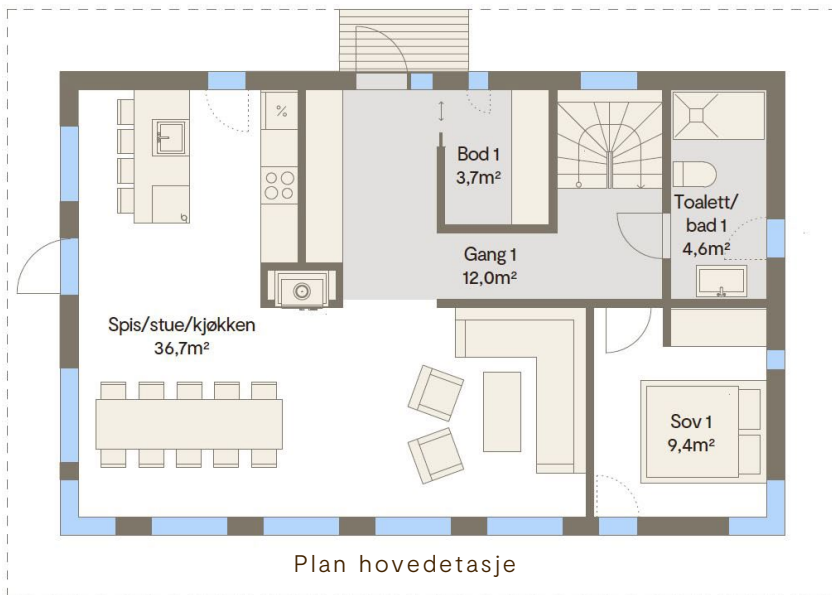 %
Bod 1
3,7m²
Toalett/
bad 1
4,6m²
Gang 1
12,0m²
Spis/stue/kjøkken
36,7m²
Sov 1
9,4m²
Plan hovedetasje